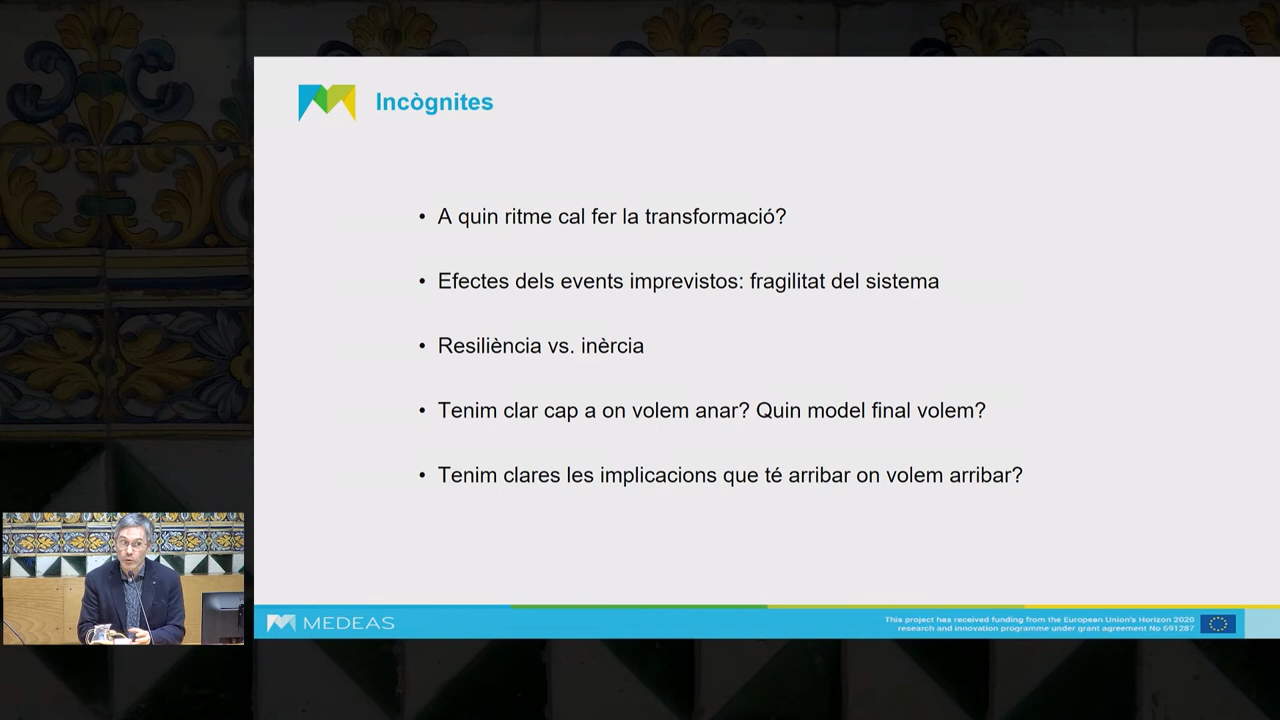 Incògnites
• A quin ritme cal fer la transformació?
• Efectes dels events imprevistos: fragilitat del sistema
• Resiliència vs. inèrcia
• Tenim clar cap a on volem anar? Quin model final volem?
• Tenim clares les implicacions que té arribar on volem arribar?
MEDEAS
This project has received funding from the European Union's Horizon 2020
research and innovation programme under grant agreement No 691287